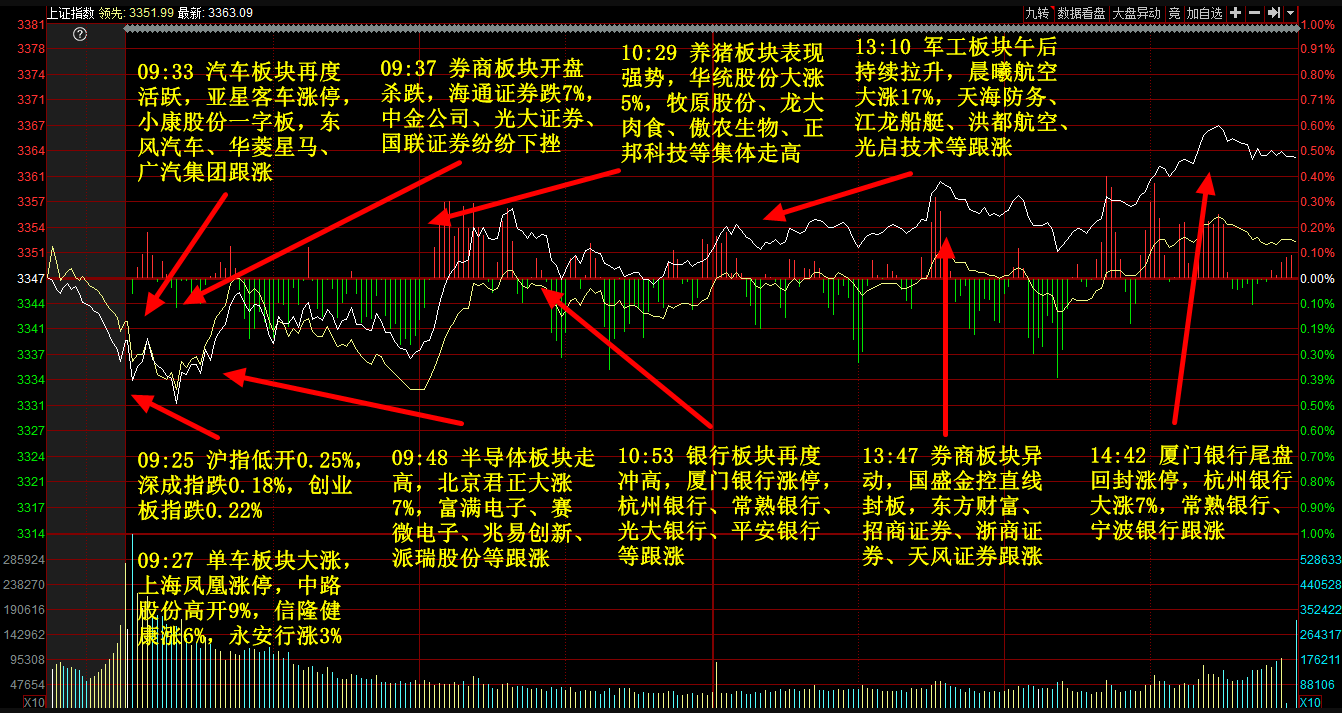 上证指数 领先: 3351.99 最新: 3363.09
九转 数据看盘 大盘异动 竞 加自选
3381
3378
3374
3371
3367
3364
3361
3357
3354
3351
3347
3344
3341
3337
3334
3331
3327
3324
3321
3317
3314
285924
238270
190616
142962
95308
47654
X10
09:33 汽车板块再度
活跃，亚星客车涨停，
小康股份一字板，东
风汽车、华菱星马、
广汽集团跟涨
09:37 券商板块开盘
杀跌，海通证券跌7%，
中金公司、光大证券、
国联证券纷纷下挫
10:29 养猪板块表现
强势，华统股份大涨
5%，牧原股份、龙大
肉食、傲农生物、正
邦科技等集体走高
13:10 军工板块午后
持续拉升，晨曦航空
大涨17%，天海防务、
江龙船艇、洪都航空、
光启技术等跟涨
09:25 沪指低开0.25%，
深成指跌0.18%，创业
板指跌0.22%
09:27 单车板块大涨，
上海凤凰涨停，中路
股份高开9%，信隆健
康涨6%，永安行涨3%
09:48 半导体板块走
高，北京君正大涨
7%，富满电子、赛
微电子、兆易创新、
派瑞股份等跟涨
10:53 银行板块再度
冲高，厦门银行涨停，
杭州银行、常熟银行、
光大银行、平安银行
等跟涨
13:47 券商板块异
动，国盛金控直线
封板，东方财富、
招商证券、浙商证
券、天风证券跟涨
14:42 厦门银行尾盘
回封涨停，杭州银行
大涨7%，常熟银行、
宁波银行跟涨
1.00%
0.91%
0.80%
0.71%
0.60%
0.50%
0.40%
0.30%
0.20%
0.10%
0.00%
0.10%
0.19%
0.30%
0.39%
0.50%
0.60%
0.70%
0.80%
0.90%
1.00%
528633
440528
352422
264317
176211
88106
X10